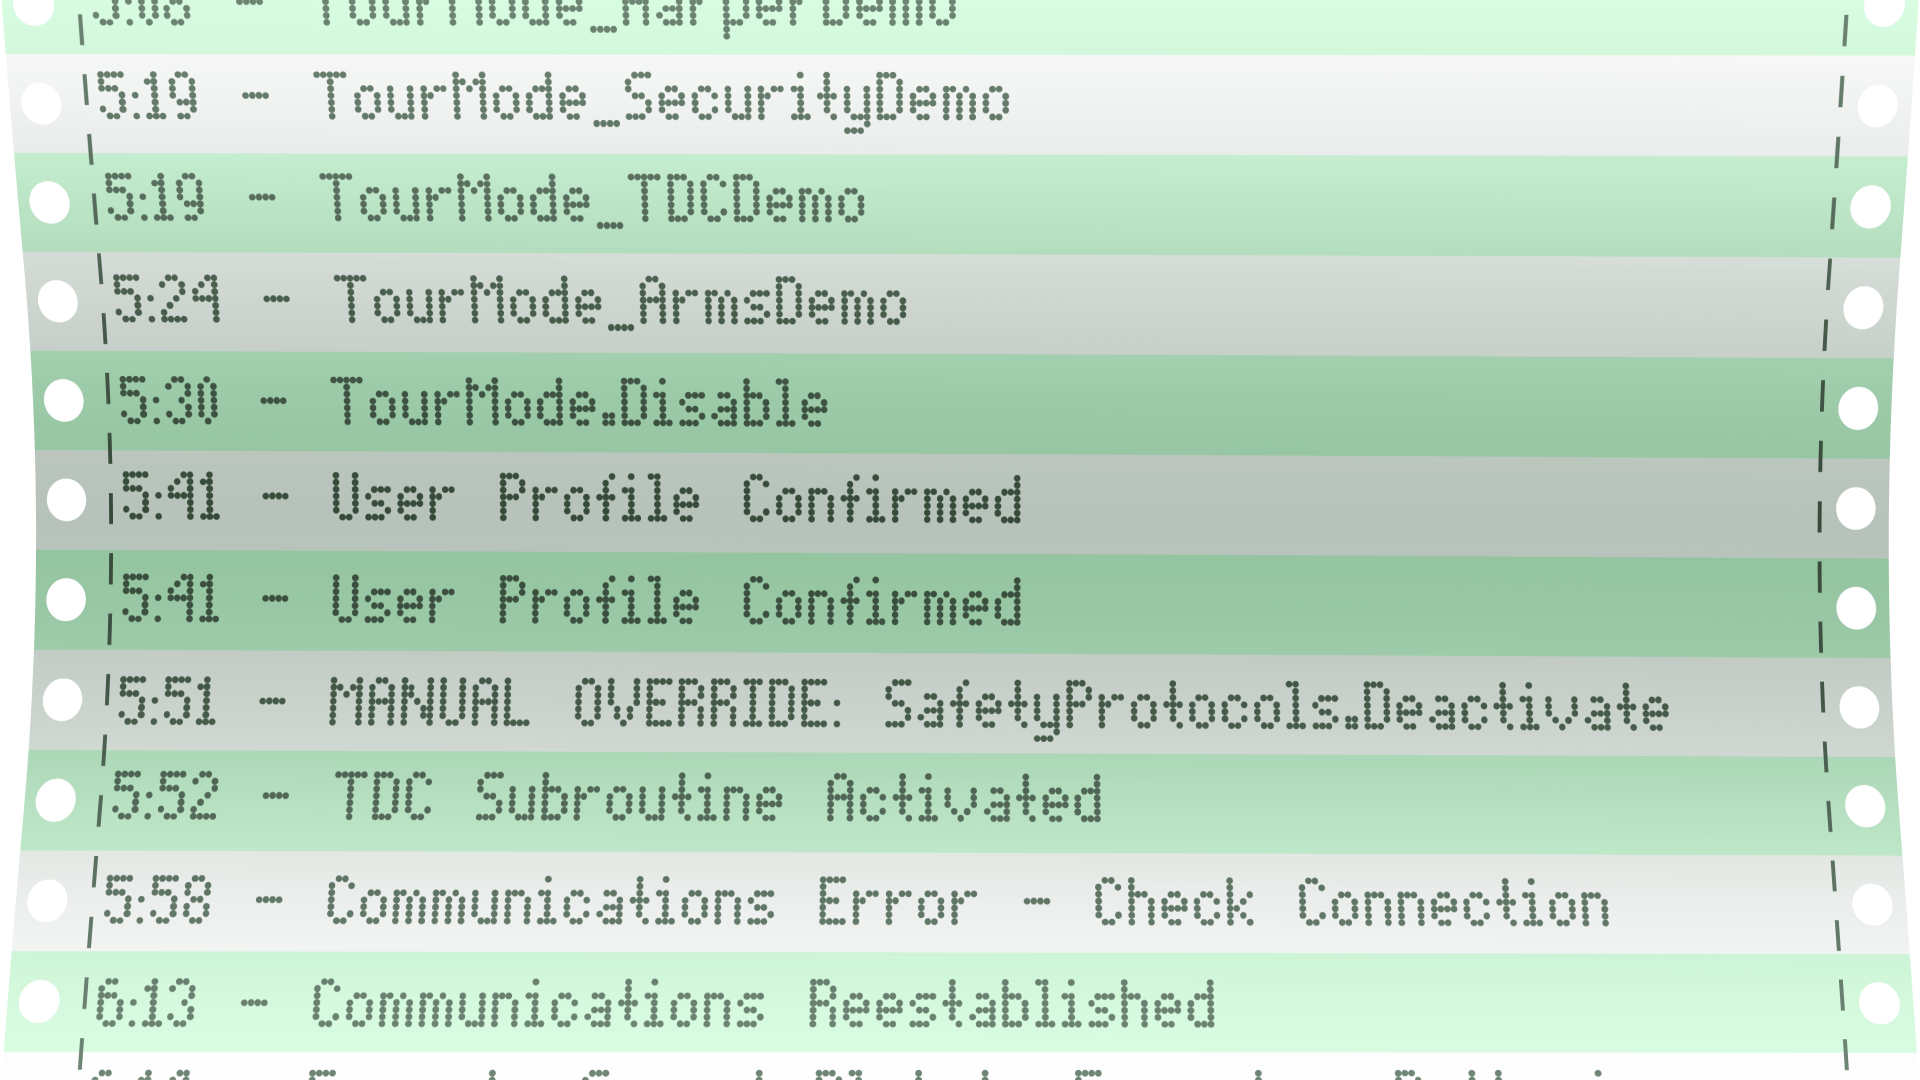 5:08 - TourMode_HarperDemo
5:19 - TourMode_SecurityDemo
5:19 - TourMode_TDCDemo
5:24 - TourMode_ArmsDemo
5:30 - TourMode.Disable
5:41 - User Profile Confirmed
5:41 - User Profile Confirmed
5:51 - MANUAL OVERRIDE: SafetyProtocols.Deactivate
5:52 - TDC Subroutine Activated
5:58 - Communications Error - Check Connection
6:13 - Communications Reestablished